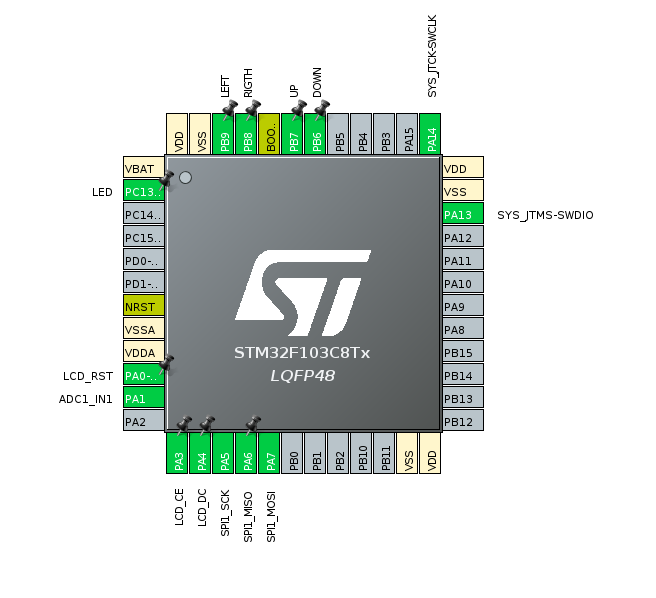 SYS_JTCK-SWCLK
LEFT
RIGTH
UP
DOWN
VDD
VSS
PB9
PB8
BOO..
PB7
PB6
PB5
PB4
PB3
PA15
PA14
VBAT
LED
PC13..
PC14..
PC15..
PD0-..
PD1-..
NRST
VSSA
VDDA
LCD_RST
PA0-..
ADC1_IN1
PA1
PA2
VDD
VSS
PA13
SYS_JTMS-SWDIO
PA12
PA11
PA10
PA9
PA8
PB15
PB14
PB13
PB12
ST
STM32F103C8Tx
LQFP48
PA3
PA4
PA5
PA6
PA7
PB0
PB1
PB2
PB10
PB11
VSS
VDD
LCD_CE
LCD_DC
SPI1_SCK
SPI1_MISO
SPI1_MOSI